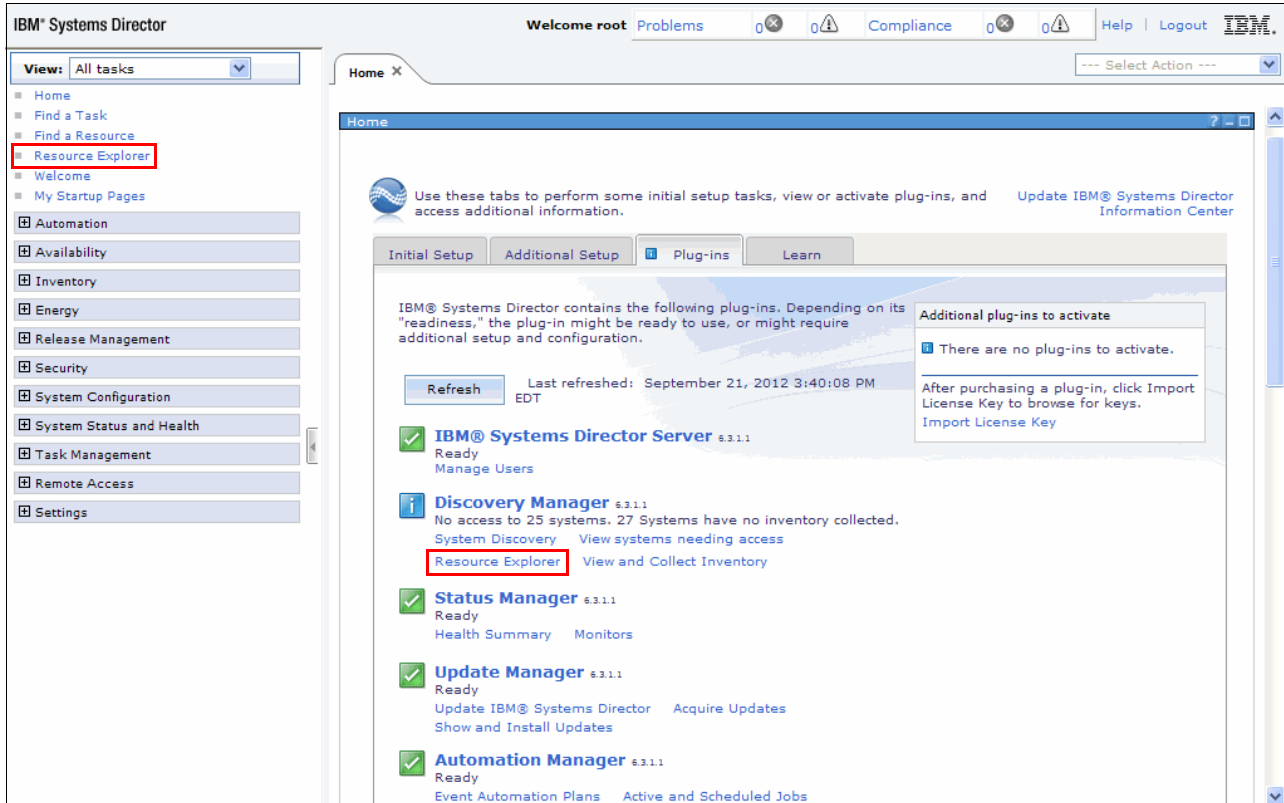 IBM® Systems Director
Welcome root Problems 0 0 Compliance 0 0 Help | Logout IBM.
View: All tasks
Home
Find a Task
Find a Resource
Resource Explorer
Welcome
My Startup Pages
Automation
Availability
Inventory
Energy
Release Management
Security
System Configuration
System Status and Health
Task Management
Remote Access
Settings
Home
--- Select Action ---
Home
Use these tabs to perform some initial setup tasks, view or activate plug-ins, and
access additional information.
Update IBM® Systems Director
Information Center
Initial Setup Additional Setup Plug-ins Learn
IBM® Systems Director contains the following plug-ins. Depending on its
"readiness," the plug-in might be ready to use, or might require
additional setup and configuration.
Refresh Last refreshed: September 21, 2012 3:40:08 PM
EDT
Additional plug-ins to activate
There are no plug-ins to activate.
After purchasing a plug-in, click Import
License Key to browse for keys.
Import License Key
IBM® Systems Director Server 6.3.1.1
Ready
Manage Users
Discovery Manager 6.3.1.1
No access to 25 systems. 27 Systems have no inventory collected.
System Discovery View systems needing access
Resource Explorer View and Collect Inventory
Status Manager 6.3.1.1
Ready
Health Summary Monitors
Update Manager 6.3.1.1
Ready
Update IBM® Systems Director Acquire Updates
Show and Install Updates
Automation Manager 6.3.1.1
Ready
Event Automation Plans Active and Scheduled Jobs